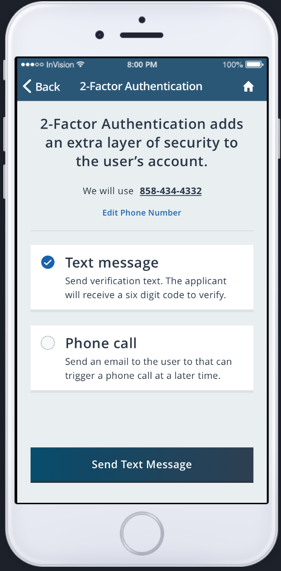 InVision
8:00 PM
100%
Back
2-Factor Authentication
2-Factor Authentication adds
an extra layer of security to
the user's account.
We will use 858-434-4332
Edit Phone Number
Text message
Send verification text. The applicant
will receive a six digit code to verify.
Phone call
Send an email to the user to that can
trigger a phone call at a later time.
Send Text Message